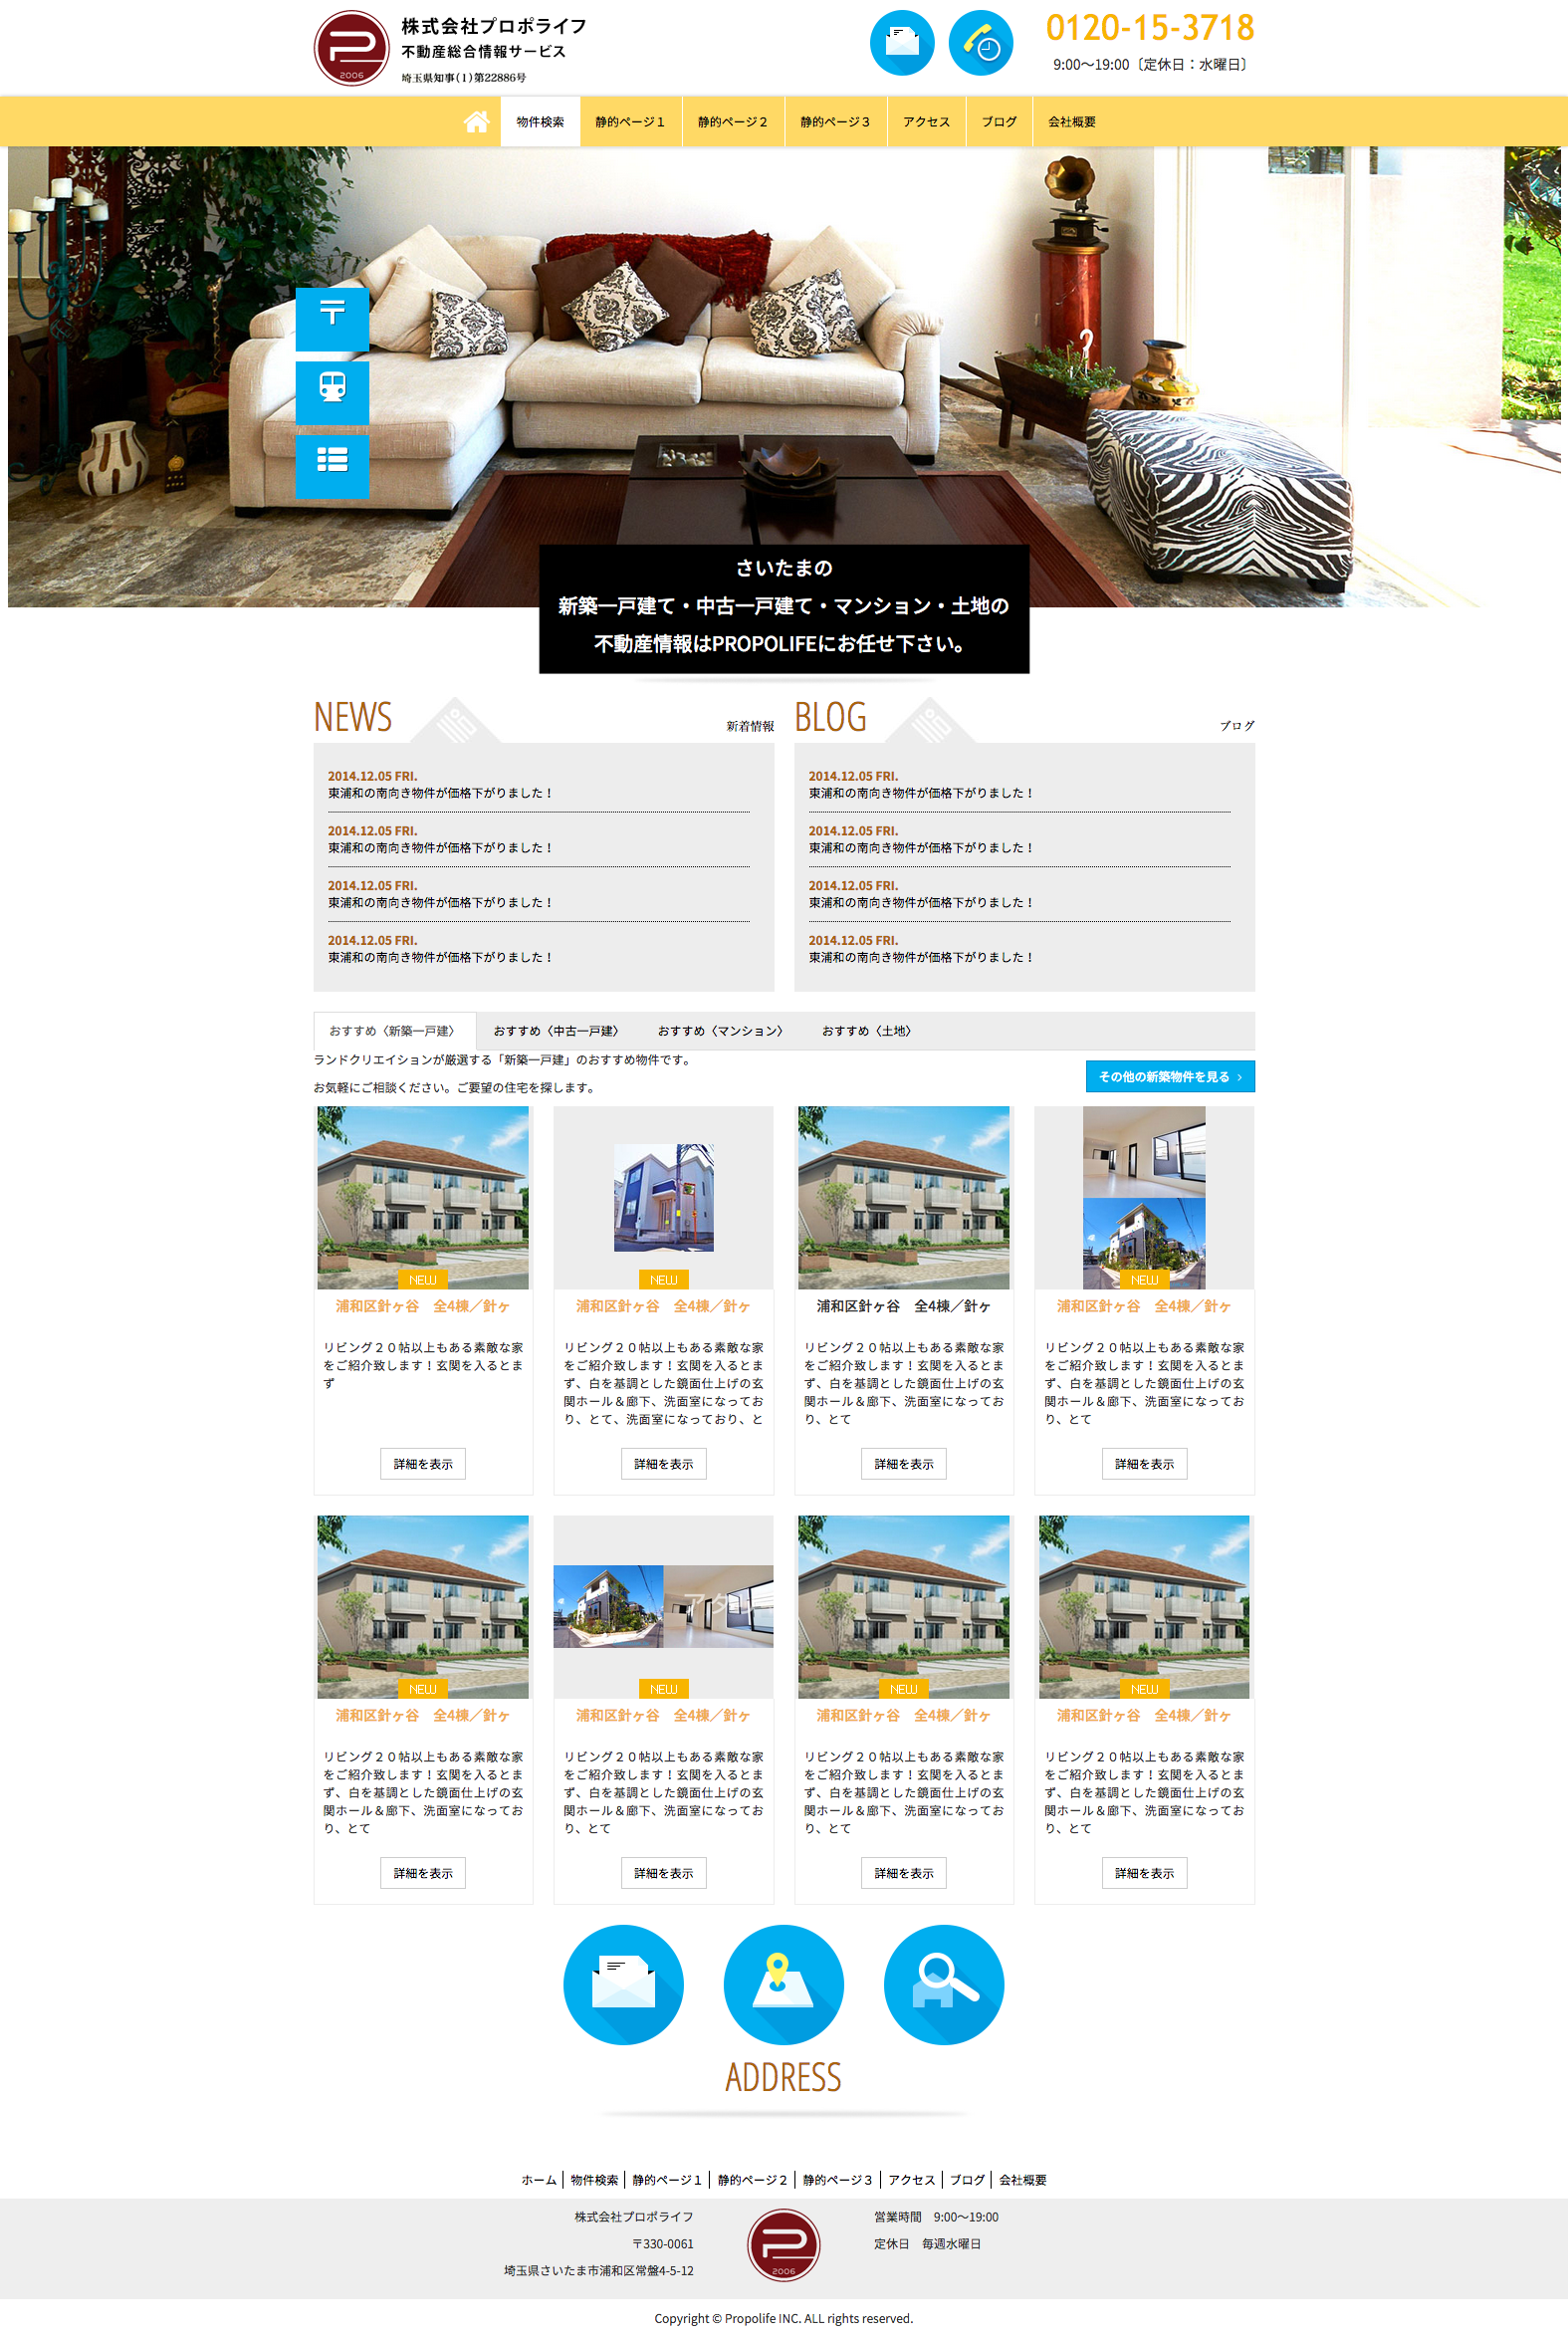 株式会社プロポライフ
不動産総合情報サービス
埼玉県知事(1)第22886号
2006
0120-15-3718
9:00〜19:00〔定休日：水曜日〕
物件検索
静的ページ１
静的ページ２
静的ページ３
アクセス
ブログ
会社概要
〒
さいたまの
新築一戸建て・中古一戸建て・マンション・土地の
不動産情報はPROPOLIFEにお任せ下さい。
NEWS
新着情報
2014.12.05 FRI.
東浦和の南向き物件が価格下がりました！
2014.12.05 FRI.
東浦和の南向き物件が価格下がりました！
2014.12.05 FRI.
東浦和の南向き物件が価格下がりました！
2014.12.05 FRI.
東浦和の南向き物件が価格下がりました！
BLOG
ブログ
2014.12.05 FRI.
東浦和の南向き物件が価格下がりました！
2014.12.05 FRI.
東浦和の南向き物件が価格下がりました！
2014.12.05 FRI.
東浦和の南向き物件が価格下がりました！
2014.12.05 FRI.
東浦和の南向き物件が価格下がりました！
おすすめ〈新築一戸建〉
おすすめ〈中古一戸建〉
おすすめ〈マンション〉
おすすめ〈土地〉
ランドクリエイションが厳選する「新築一戸建」のおすすめ物件です。
お気軽にご相談ください。ご要望の住宅を探します。
その他の新築物件を見る
NEW
浦和区針ヶ谷　全4棟／針ヶ
リビング２０帖以上もある素敵な家
をご紹介致します！玄関を入るとま
ず
詳細を表示
NEW
浦和区針ヶ谷　全4棟／針ヶ
リビング２０帖以上もある素敵な家
をご紹介致します！玄関を入るとま
ず、白を基調とした鏡面仕上げの玄
関ホール＆廊下、洗面室になってお
り、とて、洗面室になっており、と
詳細を表示
浦和区針ヶ谷　全4棟／針ヶ
リビング２０帖以上もある素敵な家
をご紹介致します！玄関を入るとま
ず、白を基調とした鏡面仕上げの玄
関ホール＆廊下、洗面室になってお
り、とて
詳細を表示
NEW
浦和区針ヶ谷　全4棟／針ヶ
リビング２０帖以上もある素敵な家
をご紹介致します！玄関を入るとま
ず、白を基調とした鏡面仕上げの玄
関ホール＆廊下、洗面室になってお
り、とて
詳細を表示
NEW
浦和区針ヶ谷　全4棟／針ヶ
リビング２０帖以上もある素敵な家
をご紹介致します！玄関を入るとま
ず、白を基調とした鏡面仕上げの玄
関ホール＆廊下、洗面室になってお
り、とて
詳細を表示
NEW
浦和区針ヶ谷　全4棟／針ヶ
リビング２０帖以上もある素敵な家
をご紹介致します！玄関を入るとま
ず、白を基調とした鏡面仕上げの玄
関ホール＆廊下、洗面室になってお
り、とて
詳細を表示
NEW
浦和区針ヶ谷　全4棟／針ヶ
リビング２０帖以上もある素敵な家
をご紹介致します！玄関を入るとま
ず、白を基調とした鏡面仕上げの玄
関ホール＆廊下、洗面室になってお
り、とて
詳細を表示
NEW
浦和区針ヶ谷　全4棟／針ヶ
リビング２０帖以上もある素敵な家
をご紹介致します！玄関を入るとま
ず、白を基調とした鏡面仕上げの玄
関ホール＆廊下、洗面室になってお
り、とて
詳細を表示
ADDRESS
ホーム
物件検索
静的ページ１
静的ページ２
静的ページ３
アクセス
ブログ
会社概要
株式会社プロポライフ
〒330-0061
埼玉県さいたま市浦和区常盤4-5-12
2006
営業時間　9:00〜19:00
定休日　毎週水曜日
Copyright © Propolife INC. ALL rights reserved.